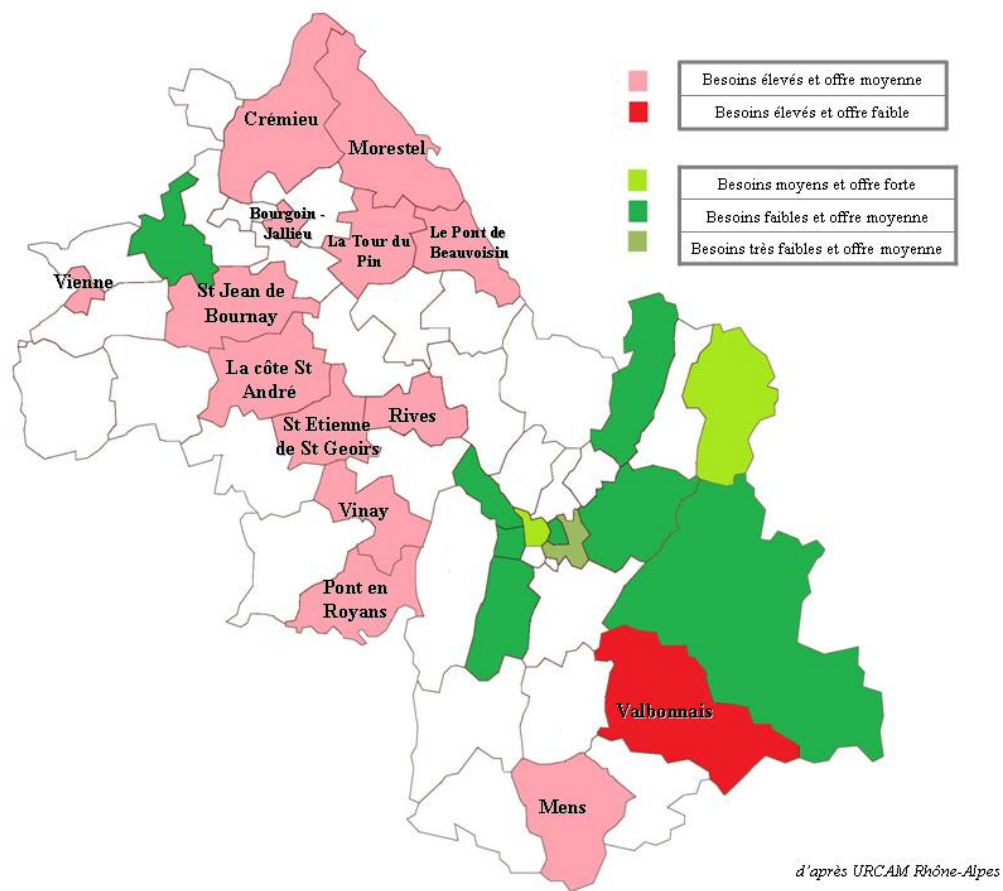 Besoins élevés et offre moyenne
Besoins élevés et offre faible
Besoins moyens et offre forte
Besoins faibles et offre moyenne
Besoins très faibles et offre moyenne
Crémieu
Morestel
Bourgoin -
Jallieu
La Tour du
Pin
Le Pont de
Beauvoisin
Vienne
St Jean de
Bournay
La côte St
André
St Etienne
de St Geoirs
Rives
Vinay
Pont en
Royans
Valbonnais
Mens
d'après URCAM Rhône-Alpes